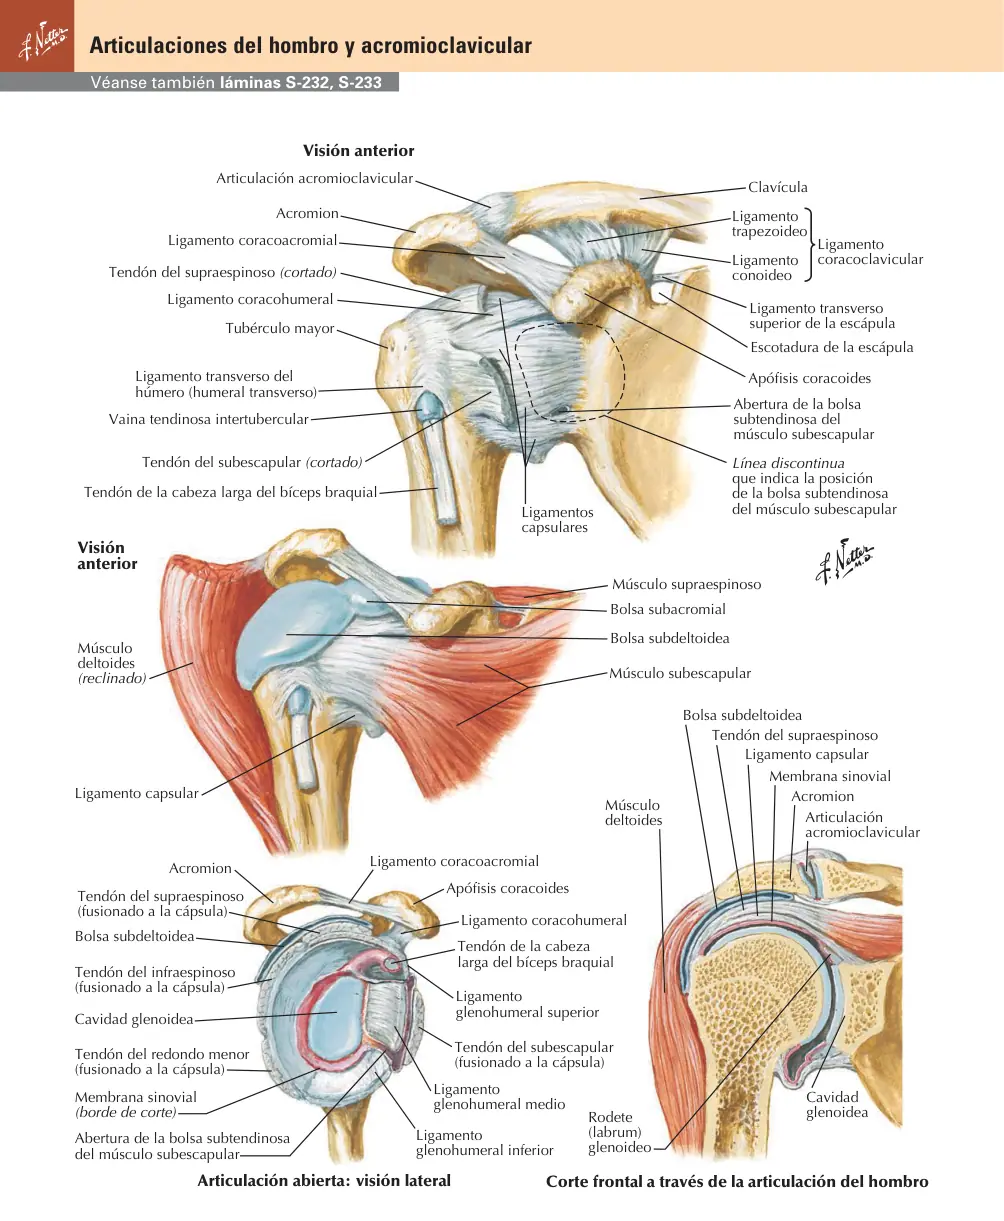 F. Netter M.D.
Articulaciones del hombro y acromioclavicular
Véanse también láminas S-232, S-233
Visión anterior
Articulación acromioclavicular
Acromion
Ligamento coracoacromial
Tendón del supraespinoso (cortado)
Ligamento coracohumeral
Tubérculo mayor
Ligamento transverso del
húmero (humeral transverso)
Vaina tendinosa intertubercular
Tendón del subescapular (cortado)
Tendón de la cabeza larga del bíceps braquial
Clavícula
Ligamento
trapezoideo
Ligamento
conoideo
Ligamento
coracoclavicular
Ligamento transverso
superior de la escápula
Escotadura de la escápula
Apófisis coracoides
Abertura de la bolsa
subtendinosa del
músculo subescapular
Línea discontinua
que indica la posición
de la bolsa subtendinosa
del músculo subescapular
Ligamentos
capsulares
F. Netter M.D.
Visión
anterior
Músculo
deltoides
(reclinado)
Ligamento capsular
Músculo supraespinoso
Bolsa subacromial
Bolsa subdeltoidea
Músculo subescapular
Acromion
Tendón del supraespinoso
(fusionado a la cápsula)
Bolsa subdeltoidea
Tendón del infraespinoso
(fusionado a la cápsula)
Cavidad glenoidea
Tendón del redondo menor
(fusionado a la cápsula)
Membrana sinovial
(borde de corte)
Abertura de la bolsa subtendinosa
del músculo subescapular
Ligamento coracoacromial
Apófisis coracoides
Ligamento coracohumeral
Tendón de la cabeza
larga del bíceps braquial
Ligamento
glenohumeral superior
Tendón del subescapular
(fusionado a la cápsula)
Ligamento
glenohumeral medio
Ligamento
glenohumeral inferior
Articulación abierta: visión lateral
Bolsa subdeltoidea
Tendón del supraespinoso
Ligamento capsular
Membrana sinovial
Acromion
Articulación
acromioclavicular
Músculo
deltoides
Cavidad
glenoidea
Rodete
(labrum)
glenoideo
Corte frontal a través de la articulación del hombro